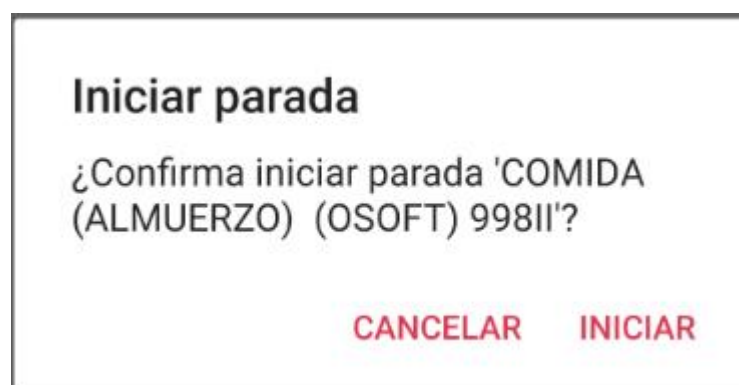 Iniciar parada
¿Confirma iniciar parada 'COMIDA
(ALMUERZO)  (OSOFT) 998II'?
CANCELAR INICIAR